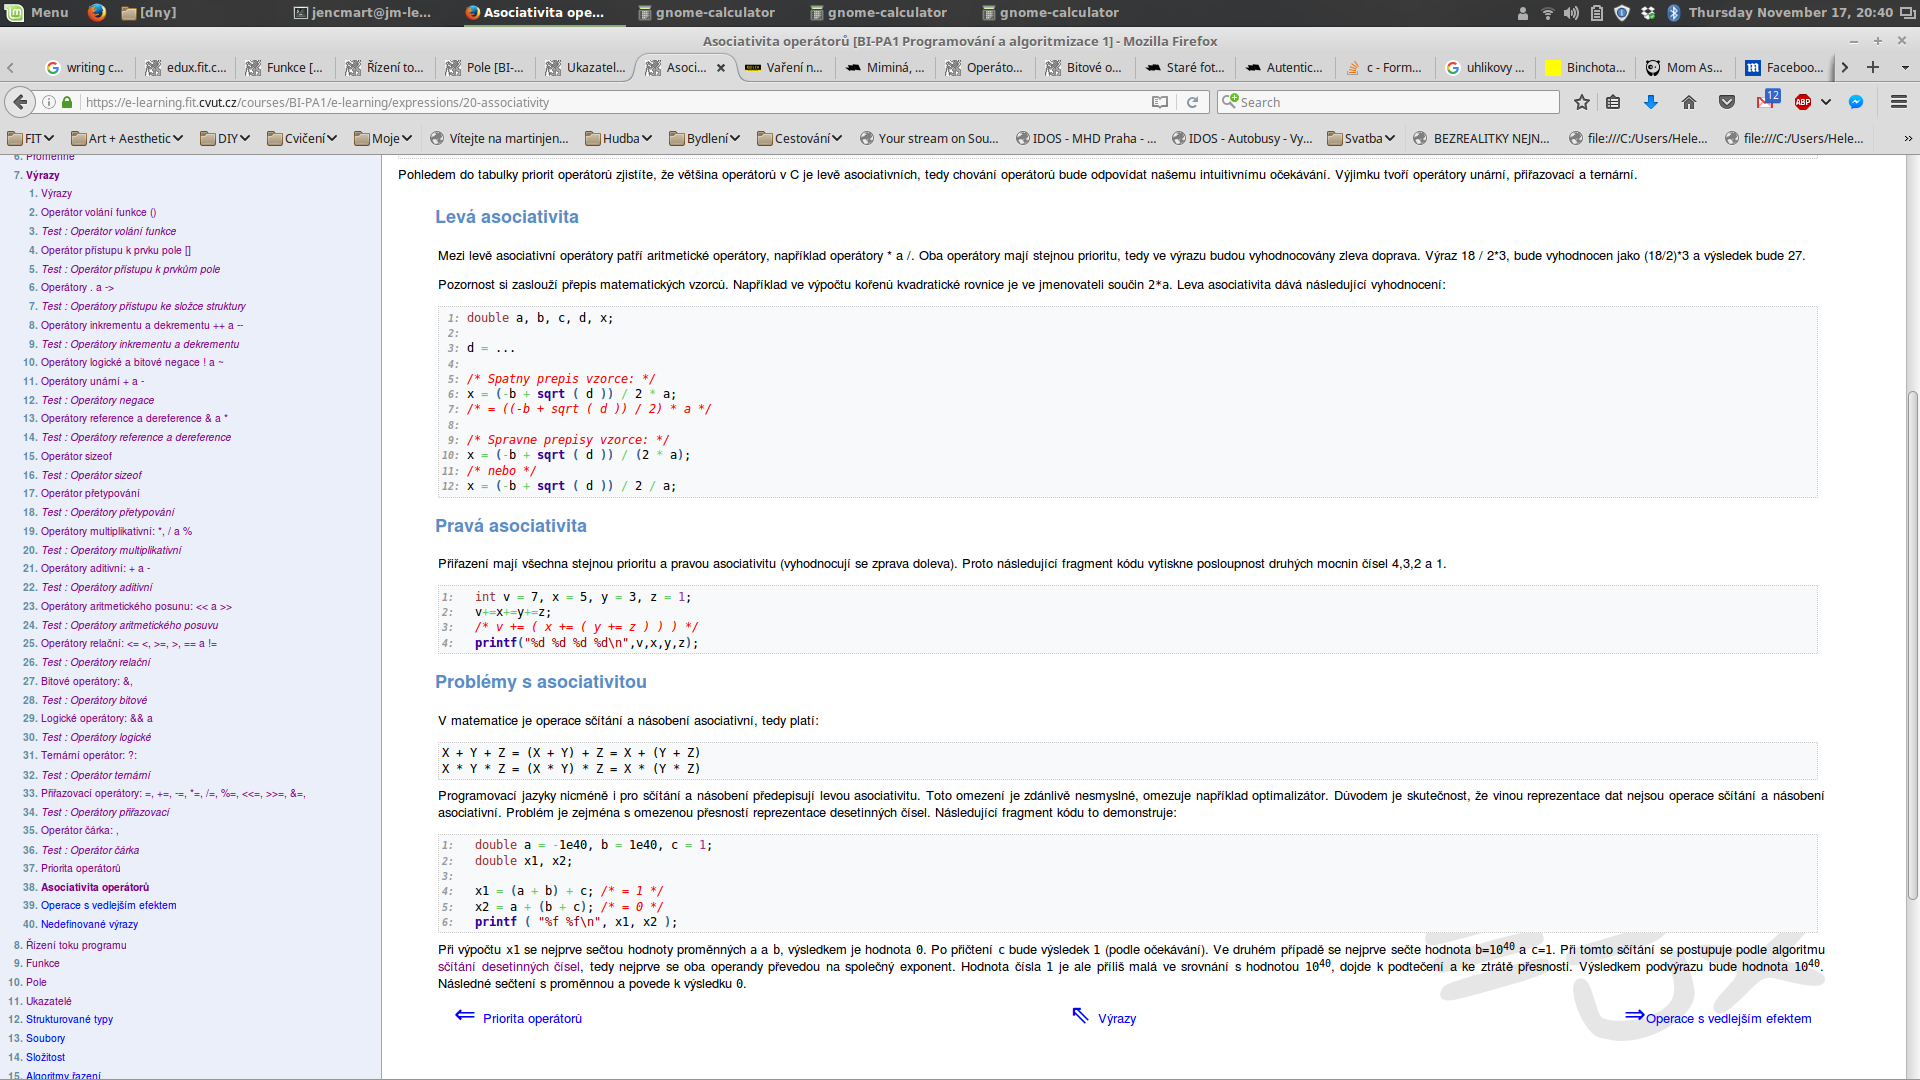 Menu
[dny]
jencmart@jm-le...
Asociativita ope...
gnome-calculator
gnome-calculator
gnome-calculator
Thursday November 17, 20:40
Asociativita operátorů [BI-PA1 Programování a algoritmizace 1] - Mozilla Firefox
writing c...
edux.fit.c...
Funkce [...
Řízení to...
Pole [BI-...
Ukazatel...
Asoci...
Vaření n...
Miminá, ...
Operáto...
Bitové o...
Staré fot...
Autentic...
c - Form...
uhlikovy ...
Binchota...
Mom As...
Faceboo...
https://e-learning.fit.cvut.cz/courses/BI-PA1/e-learning/expressions/20-associativity
Search
12
ABP
FIT
Art + Aesthetic
DIY
Cvičení
Moje
Vítejte na martinjen...
Hudba
Bydlení
Cestování
Your stream on Sou...
IDOS - MHD Praha - ...
IDOS - Autobusy - Vy...
Svatba
BEZREALITKY NEJN...
file:///C:/Users/Hele...
file:///C:/Users/Hele...
6. Proměnné
7. Výrazy
1. Výrazy
2. Operátor volání funkce ()
3. Test : Operátor volání funkce
4. Operátor přístupu k prvku pole []
5. Test : Operátor přístupu k prvkům pole
6. Operátory . a ->
7. Test : Operátory přístupu ke složce struktury
8. Operátory inkrementu a dekrementu ++ a --
9. Test : Operátory inkrementu a dekrementu
10. Operátory logické a bitové negace ! a ~
11. Operátory unární + a -
12. Test : Operátory negace
13. Operátory reference a dereference & a *
14. Test : Operátory reference a dereference
15. Operátor sizeof
16. Test : Operátor sizeof
17. Operátor přetypování
18. Test : Operátory přetypování
19. Operátory multiplikativní: *, / a %
20. Test : Operátory multiplikativní
21. Operátory aditivní: + a -
22. Test : Operátory aditivní
23. Operátory aritmetického posunu: << a >>
24. Test : Operátory aritmetického posuvu
25. Operátory relační: <= <, >=, >, == a !=
26. Test : Operátory relační
27. Bitové operátory: &,
28. Test : Operátory bitové
29. Logické operátory: && a
30. Test : Operátory logické
31. Ternární operátor: ?:
32. Test : Operátor ternární
33. Přiřazovací operátory: =, +=, -=, *=, /=, %=, <<=, >>=, &=,
34. Test : Operátory přiřazovací
35. Operátor čárka: ,
36. Test : Operátor čárka
37. Priorita operátorů
38. Asociativita operátorů
39. Operace s vedlejším efektem
40. Nedefinované výrazy
8. Řízení toku programu
9. Funkce
10. Pole
11. Ukazatelé
12. Strukturované typy
13. Soubory
14. Složitost
15. Algoritmy řazení
Pohledem do tabulky priorit operátorů zjistíte, že většina operátorů v C je levě asociativních, tedy chování operátorů bude odpovídat našemu intuitivnímu očekávání. Výjimku tvoří operátory unární, přiřazovací a ternární.
Levá asociativita
Mezi levě asociativní operátory patří aritmetické operátory, například operátory * a /. Oba operátory mají stejnou prioritu, tedy ve výrazu budou vyhodnocovány zleva doprava. Výraz 18 / 2*3, bude vyhodnocen jako (18/2)*3 a výsledek bude 27.
Pozornost si zaslouží přepis matematických vzorců. Například ve výpočtu kořenů kvadratické rovnice je ve jmenovateli součin 2*a. Leva asociativita dává následující vyhodnocení:
1: double a, b, c, d, x;
2:
3: d = ...
4:
5: /* Spatny prepis vzorce: */
6: x = (-b + sqrt ( d )) / 2 * a;
7: /* = ((-b + sqrt ( d )) / 2) * a */
8:
9: /* Spravne prepisy vzorce: */
10: x = (-b + sqrt ( d )) / (2 * a);
11: /* nebo */
12: x = (-b + sqrt ( d )) / 2 / a;
Pravá asociativita
Přiřazení mají všechna stejnou prioritu a pravou asociativitu (vyhodnocují se zprava doleva). Proto následující fragment kódu vytiskne posloupnost druhých mocnin čísel 4,3,2 a 1.
1: int v = 7, x = 5, y = 3, z = 1;
2: v+=x+=y+=z;
3: /* v += ( x += ( y += z ) ) ) */
4: printf("%d %d %d %d\n",v,x,y,z);
Problémy s asociativitou
V matematice je operace sčítání a násobení asociativní, tedy platí:
X + Y + Z = (X + Y) + Z = X + (Y + Z)
X * Y * Z = (X * Y) * Z = X * (Y * Z)
Programovací jazyky nicméně i pro sčítání a násobení předepisují levou asociativitu. Toto omezení je zdánlivě nesmyslné, omezuje například optimalizátor. Důvodem je skutečnost, že vinou reprezentace dat nejsou operace sčítání a násobení
asociativní. Problém je zejména s omezenou přesností reprezentace desetinných čísel. Následující fragment kódu to demonstruje:
1: double a = -1e40, b = 1e40, c = 1;
2: double x1, x2;
3:
4: x1 = (a + b) + c; /* = 1 */
5: x2 = a + (b + c); /* = 0 */
6: printf ( "%f %f\n", x1, x2 );
Při výpočtu x1 se nejprve sečtou hodnoty proměnných a a b, výsledkem je hodnota 0. Po přičtení c bude výsledek 1 (podle očekávání). Ve druhém případě se nejprve sečte hodnota b=10^40 a c=1. Při tomto sčítání se postupuje podle algoritmu
sčítání desetinných čísel, tedy nejprve se oba operandy převedou na společný exponent. Hodnota čísla 1 je ale příliš malá ve srovnání s hodnotou 10^40, dojde k podtečení a ke ztrátě přesnosti. Výsledkem podvýrazu bude hodnota 10^40.
Následné sečtení s proměnnou a povede k výsledku 0.
⇐ Priorita operátorů
⇖ Výrazy
⇒Operace s vedlejším efektem